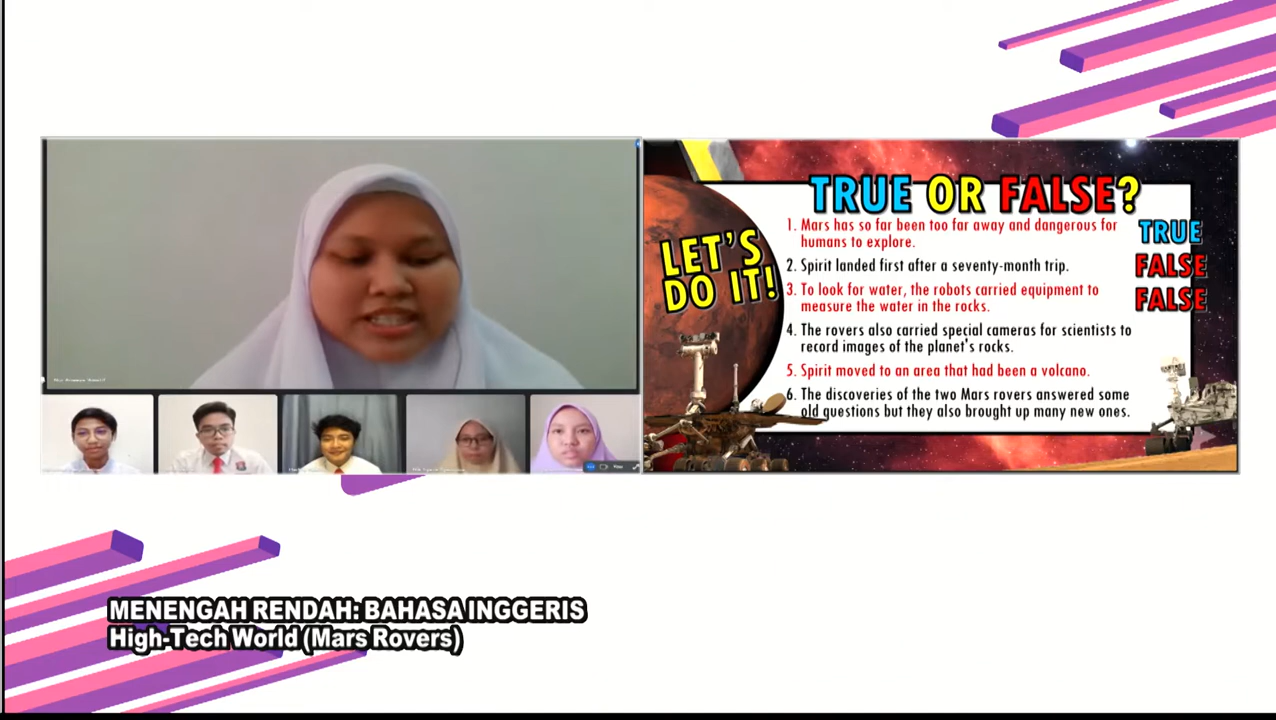 TRUE OR FALSE?
LET'S
DO IT!
1. Mars has so far been too far away and dangerous for
humans to explore.
TRUE
2. Spirit landed first after a seventy-month trip.
FALSE
3. To look for water, the robots carried equipment to
measure the water in the rocks.
FALSE
4. The rovers also carried special cameras for scientists to
record images of the planet's rocks.
5. Spirit moved to an area that had been a volcano.
6. The discoveries of the two Mars rovers answered some
old questions but they also brought up many new ones.
MENENGAH RENDAH: BAHASA INGGERIS
High-Tech World (Mars Rovers)